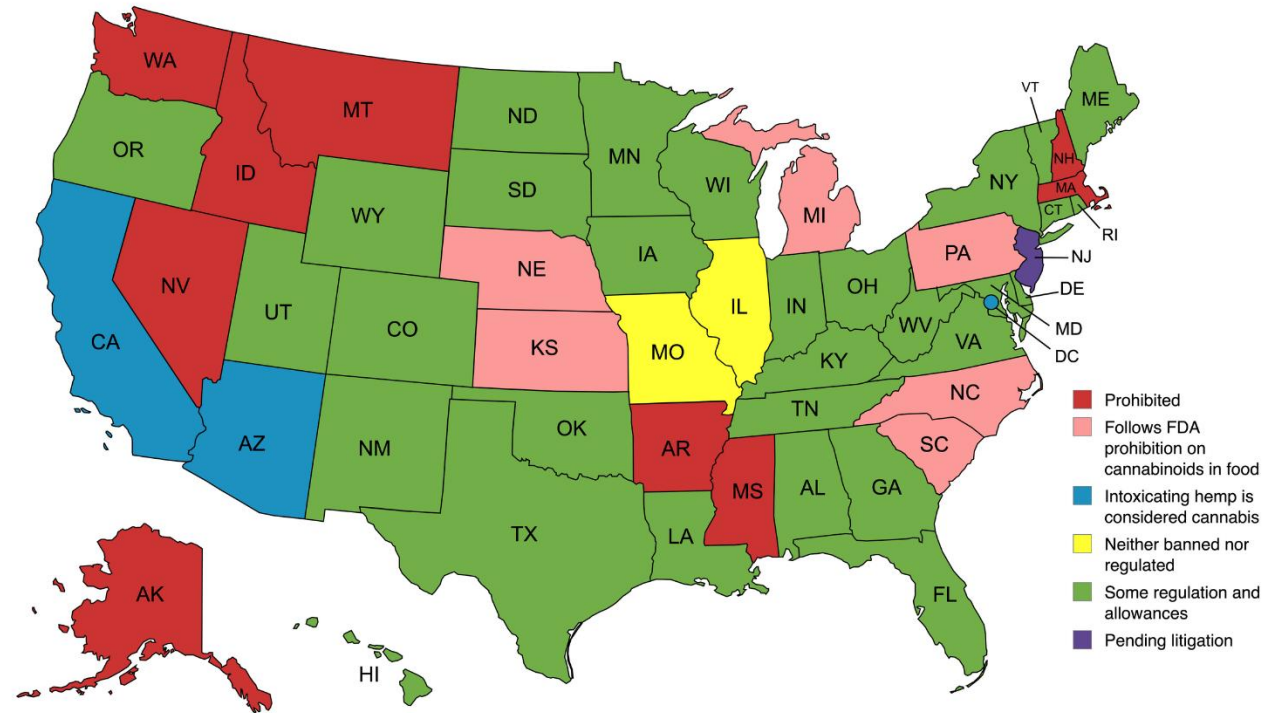 WA
MT
ND
MN
VT
ME
OR
ID
SD
WI
NY
NH
MA
CT
RI
WY
MI
NE
IA
PA
NJ
NV
UT
CO
IL
IN
OH
DE
CA
KS
MO
WV
VA
MD
KY
DC
AZ
NM
OK
AR
TN
NC
SC
MS
AL
GA
TX
LA
FL
AK
HI
Prohibited
Follows FDA
prohibition on
cannabinoids in food
Intoxicating hemp is
considered cannabis
Neither banned nor
regulated
Some regulation and
allowances
Pending litigation